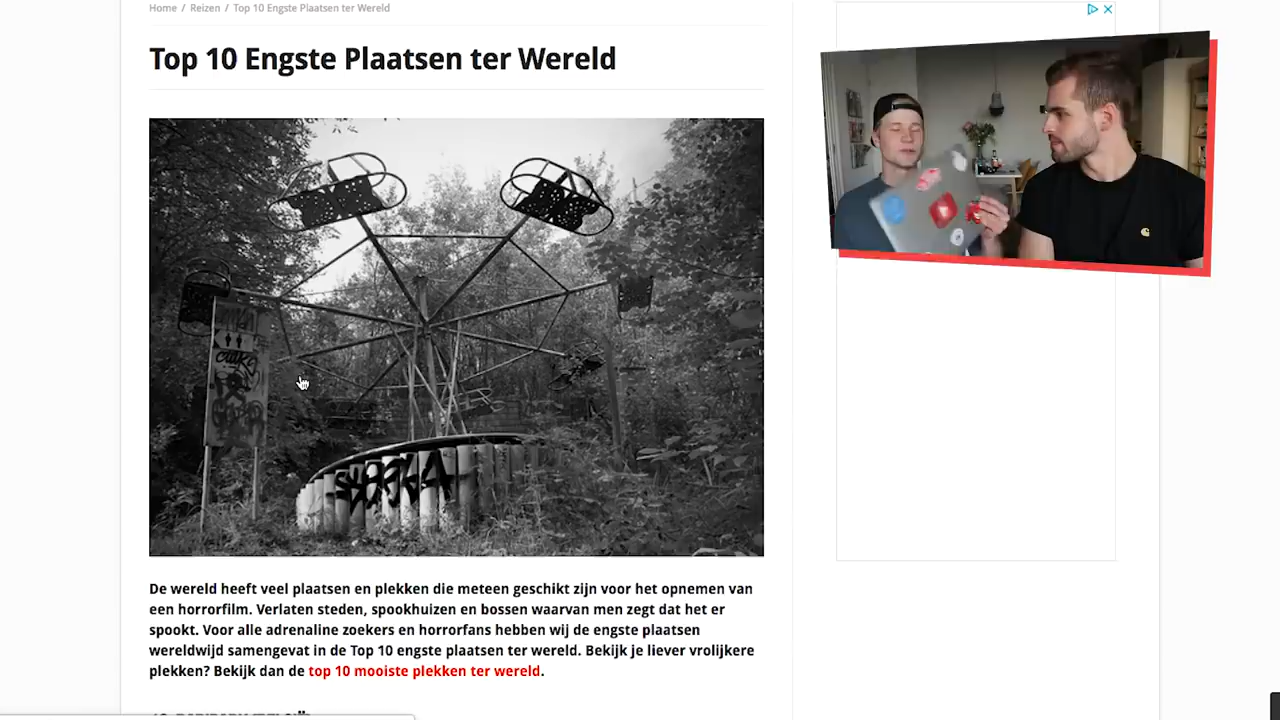 Home / Reizen / Top 10 Engste Plaatsen ter Wereld
Top 10 Engste Plaatsen ter Wereld
De wereld heeft veel plaatsen en plekken die meteen geschikt zijn voor het opnemen van
een horrorfilm. Verlaten steden, spookhuizen en bossen waarvan men zegt dat het er
spookt. Voor alle adrenaline zoekers en horrorfans hebben wij de engste plaatsen
wereldwijd samengevat in de Top 10 engste plaatsen ter wereld. Bekijk je liever vrolijkere
plekken? Bekijk dan de top 10 mooiste plekken ter wereld.